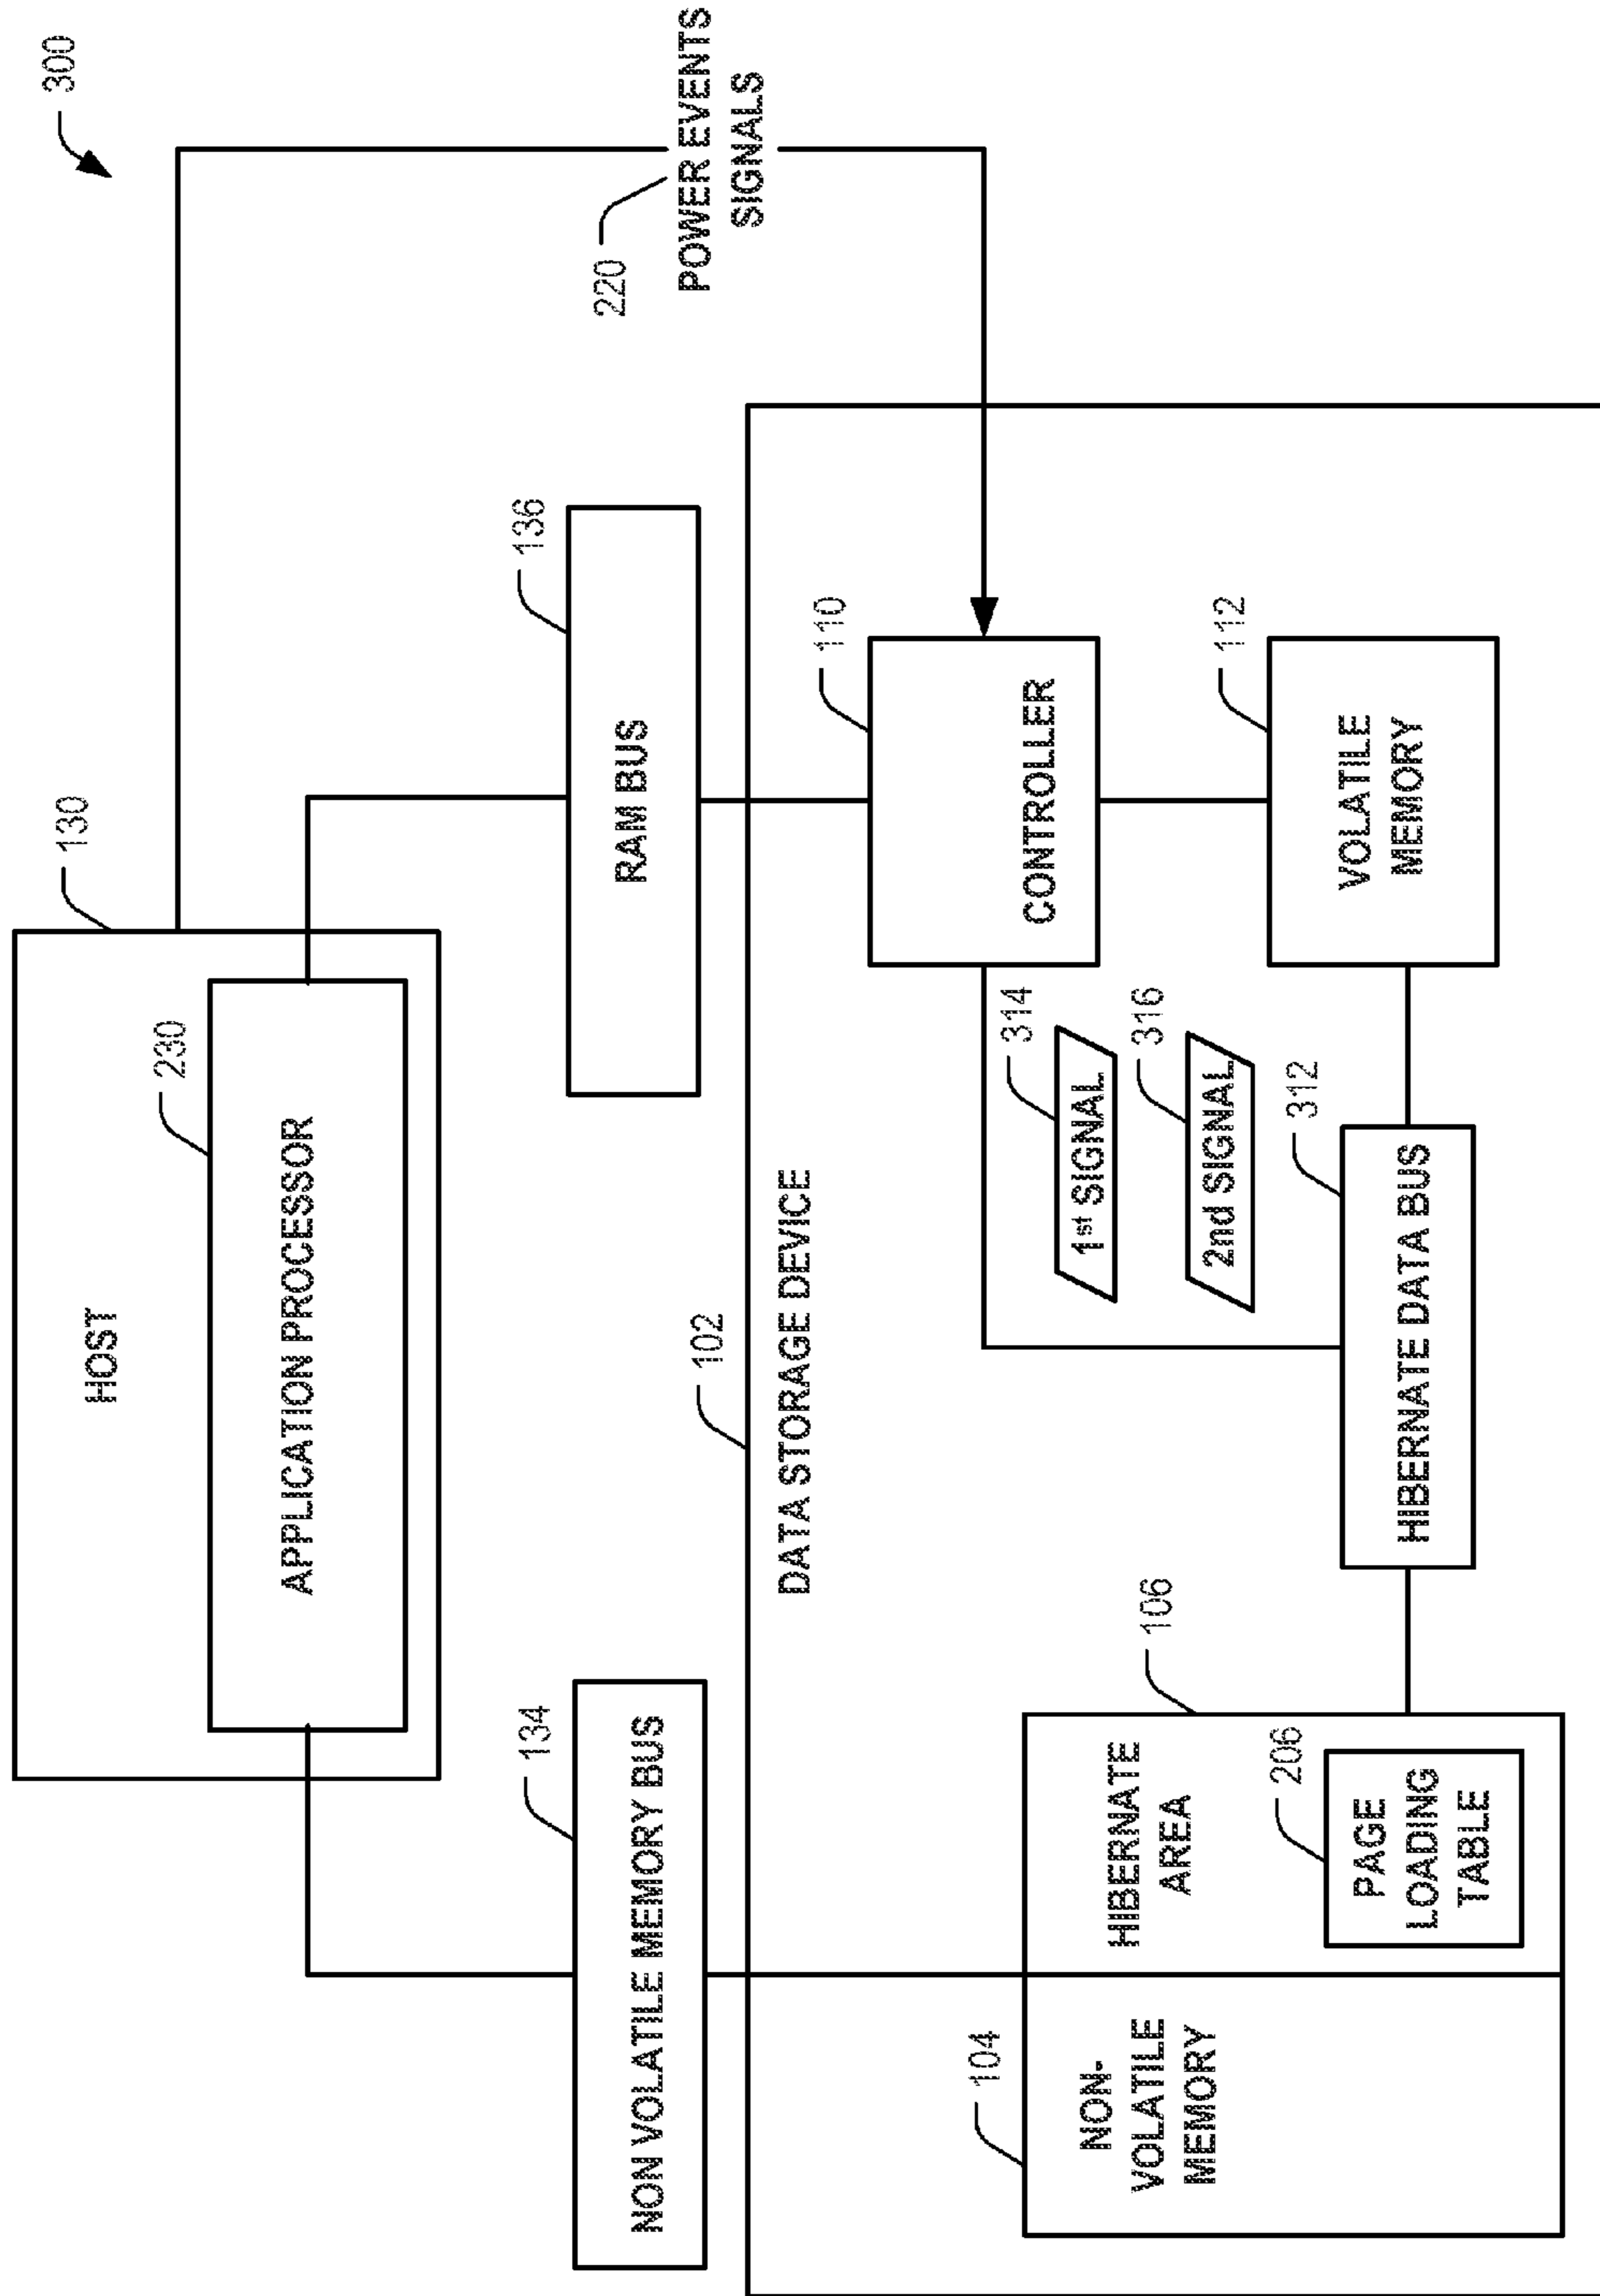 300
HOST
130
230
APPLICATION PROCESSOR
220
POWER EVENTS
SIGNALS
134
NON VOLATILE MEMORY BUS
136
RAM BUS
102
DATA STORAGE DEVICE
104
NON-
VOLATILE
MEMORY
106
HIBERNATE
AREA
206
PAGE
LOADING
TABLE
110
CONTROLLER
314
1st SIGNAL
316
2nd SIGNAL
312
HIBERNATE DATA BUS
112
VOLATILE
MEMORY